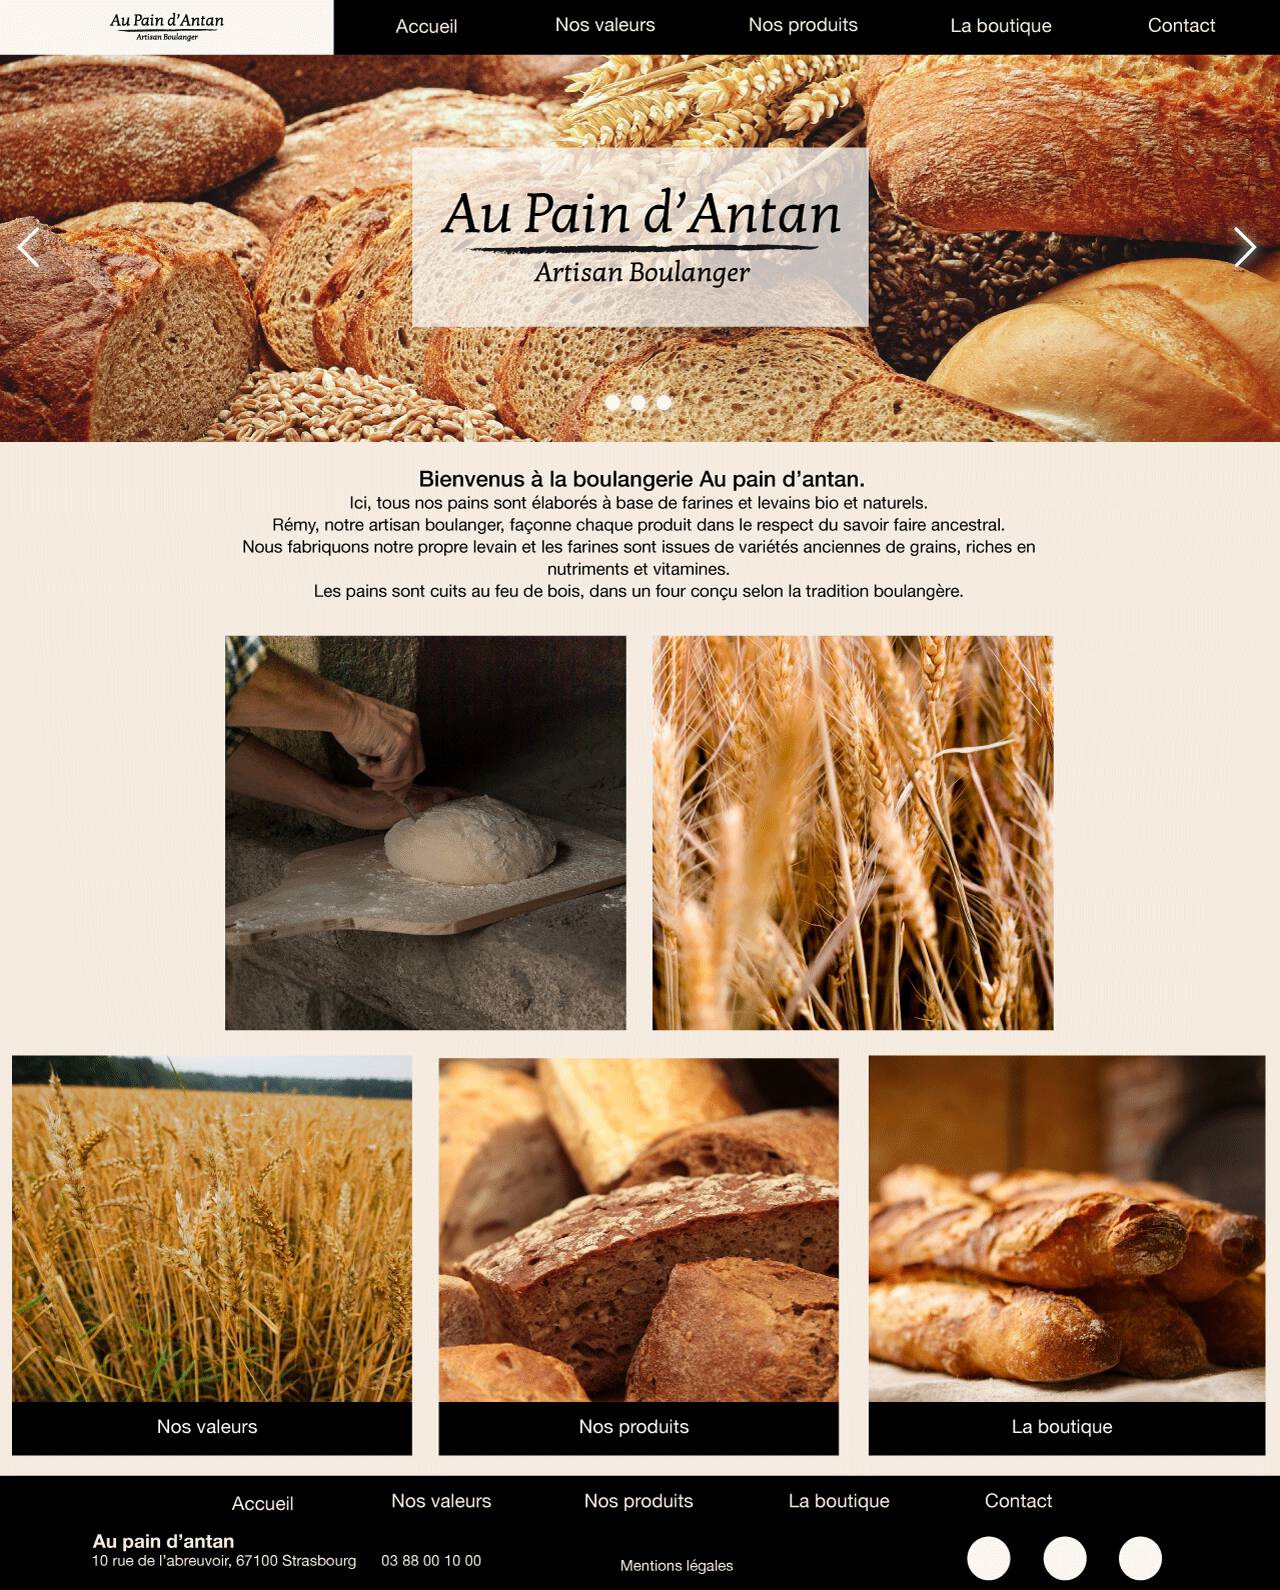 Au Pain d’Antan
Artisan Boulanger
Accueil
Nos valeurs
Nos produits
La boutique
Contact
Au Pain d’Antan
Artisan Boulanger
Bienvenus à la boulangerie Au pain d’antan.
Ici, tous nos pains sont élaborés à base de farines et levains bio et naturels.
Rémy, notre artisan boulanger, façonne chaque produit dans le respect du savoir faire ancestral.
Nous fabriquons notre propre levain et les farines sont issues de variétés anciennes de grains, riches en
nutriments et vitamines.
Les pains sont cuits au feu de bois, dans un four conçu selon la tradition boulangère.
Nos valeurs
Nos produits
La boutique
Accueil
Nos valeurs
Nos produits
La boutique
Contact
Au pain d’antan
10 rue de l’abreuvoir, 67100 Strasbourg
03 88 00 10 00
Mentions légales